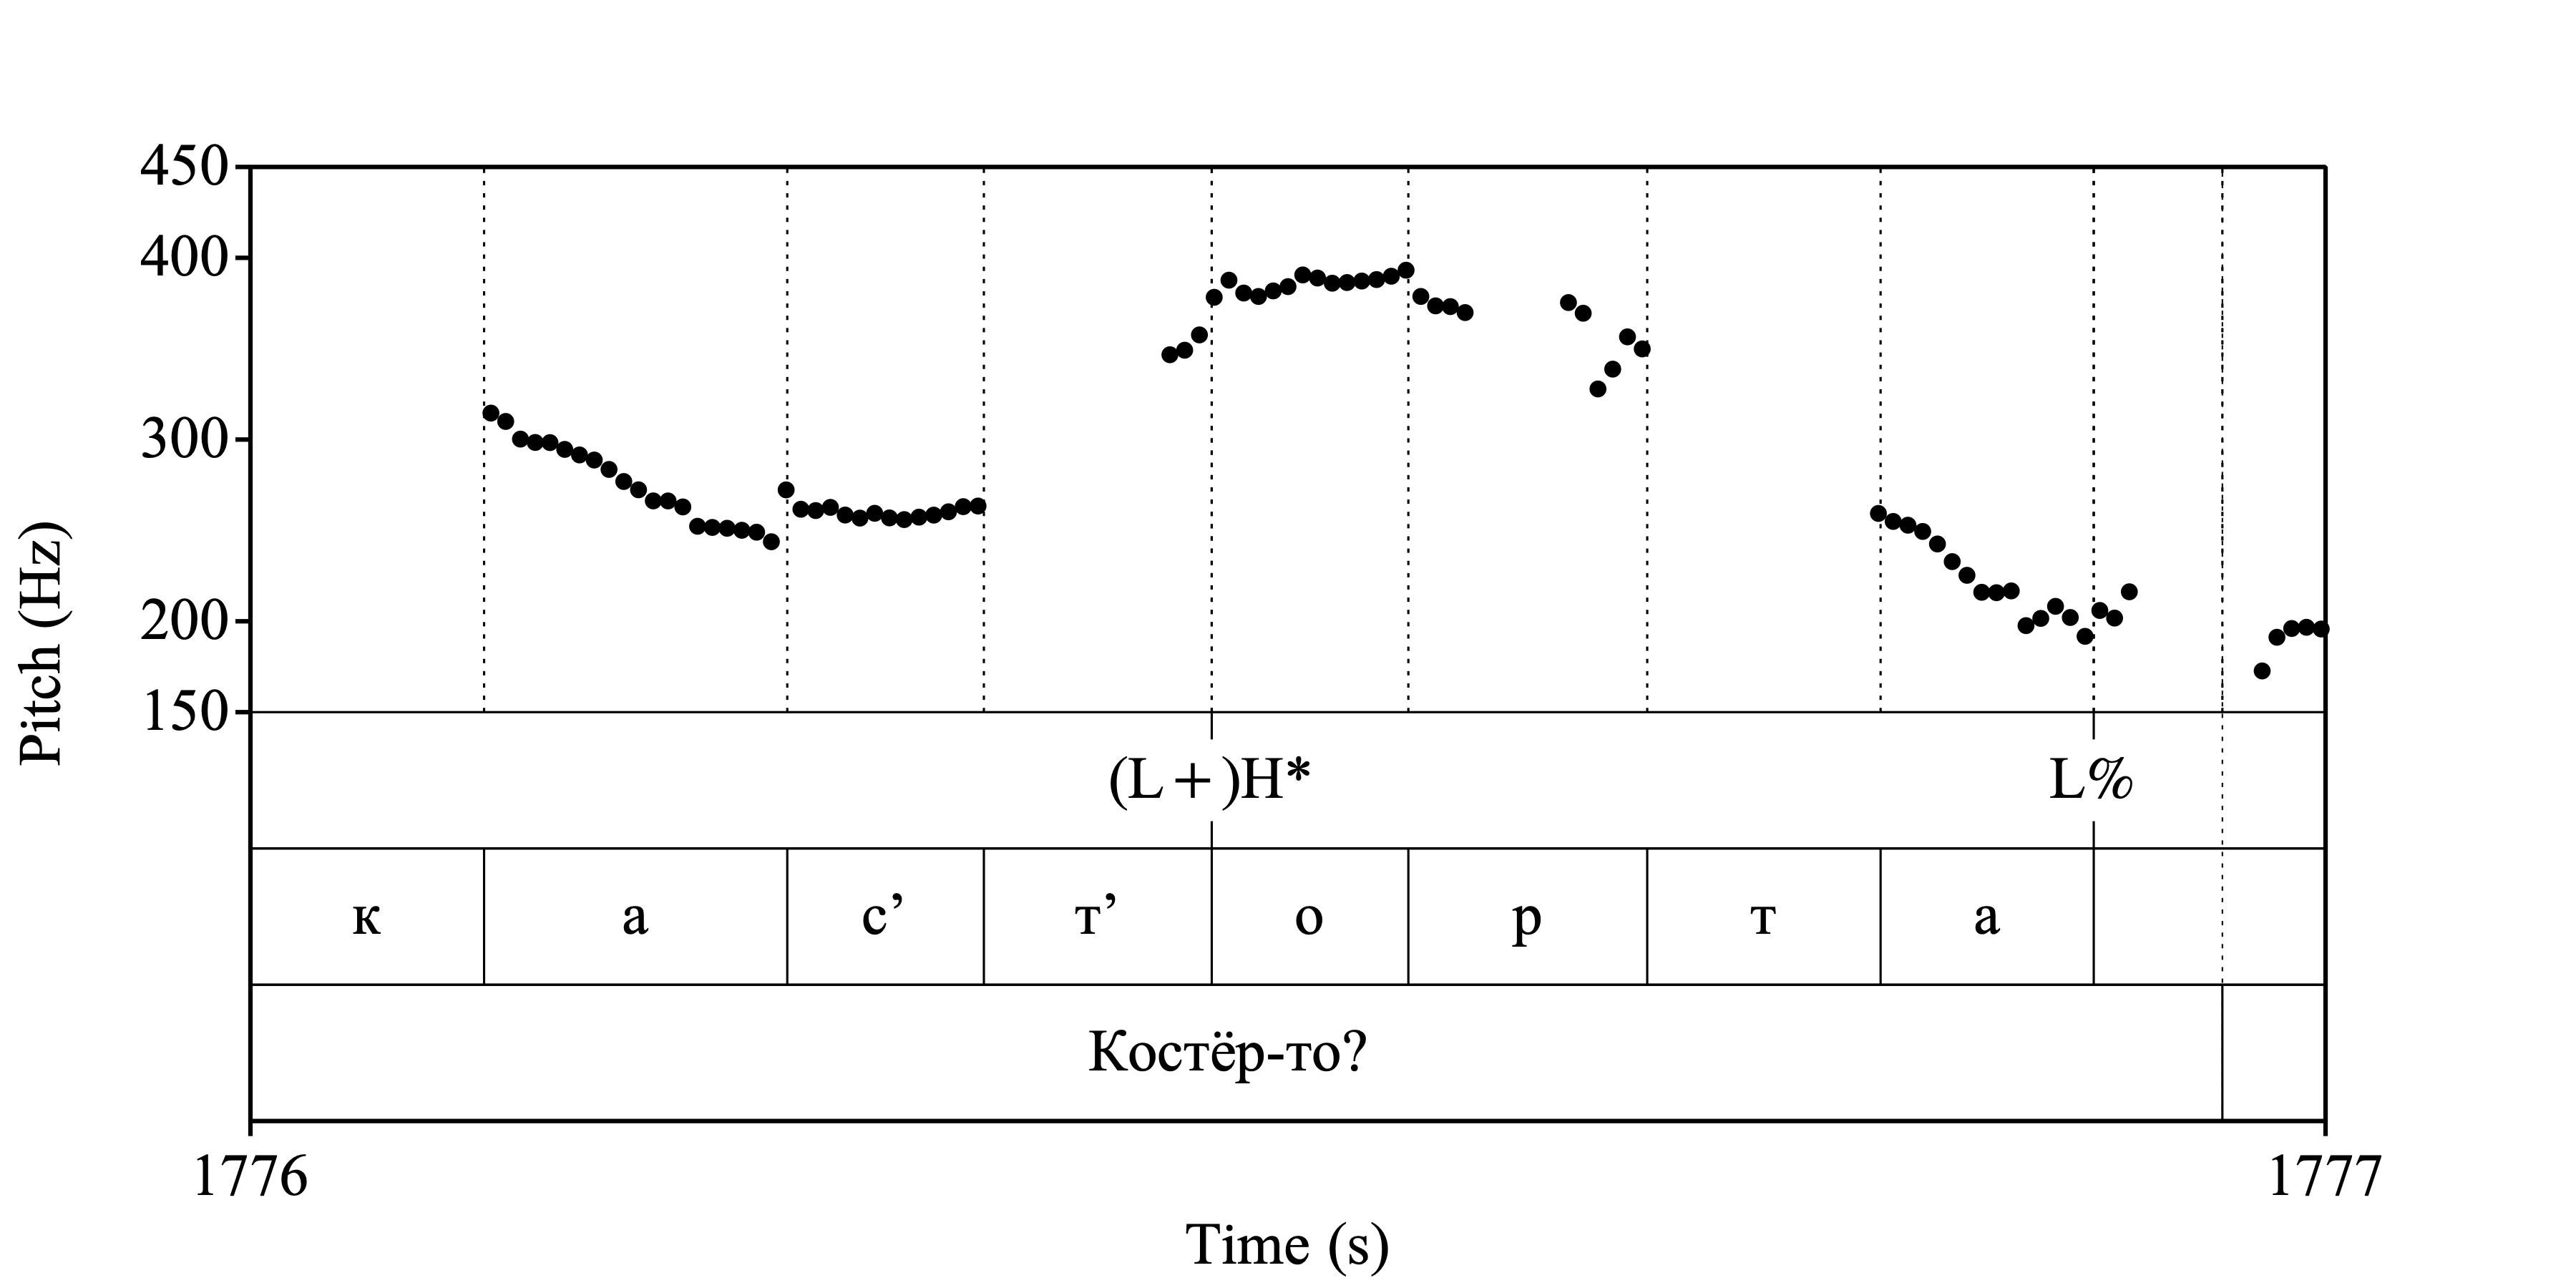 450
400
300
200
150
Pitch (Hz)
(L+)H* L%
к а с’ т’ о р т а
Костёр-то?
1776 1777
Time (s)